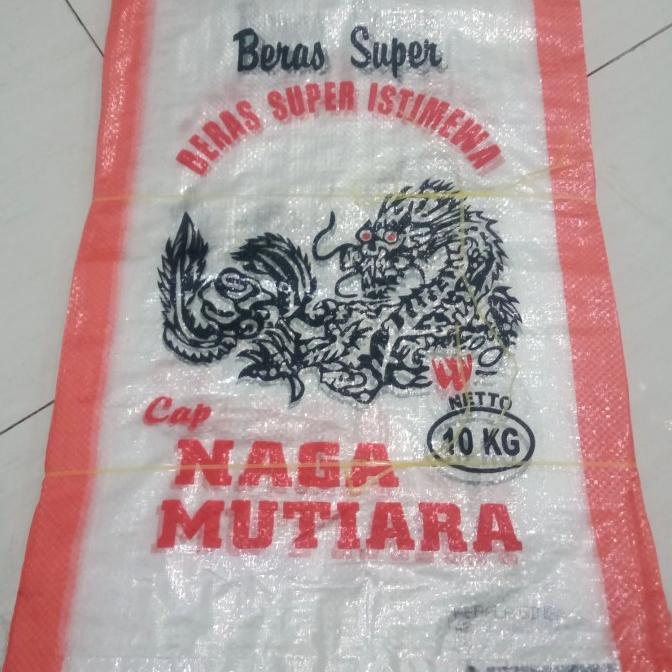 Beras Super
BERAS SUPER ISTIMEWA
Cap
NETTO
10 KG
NAGA
MUTIARA